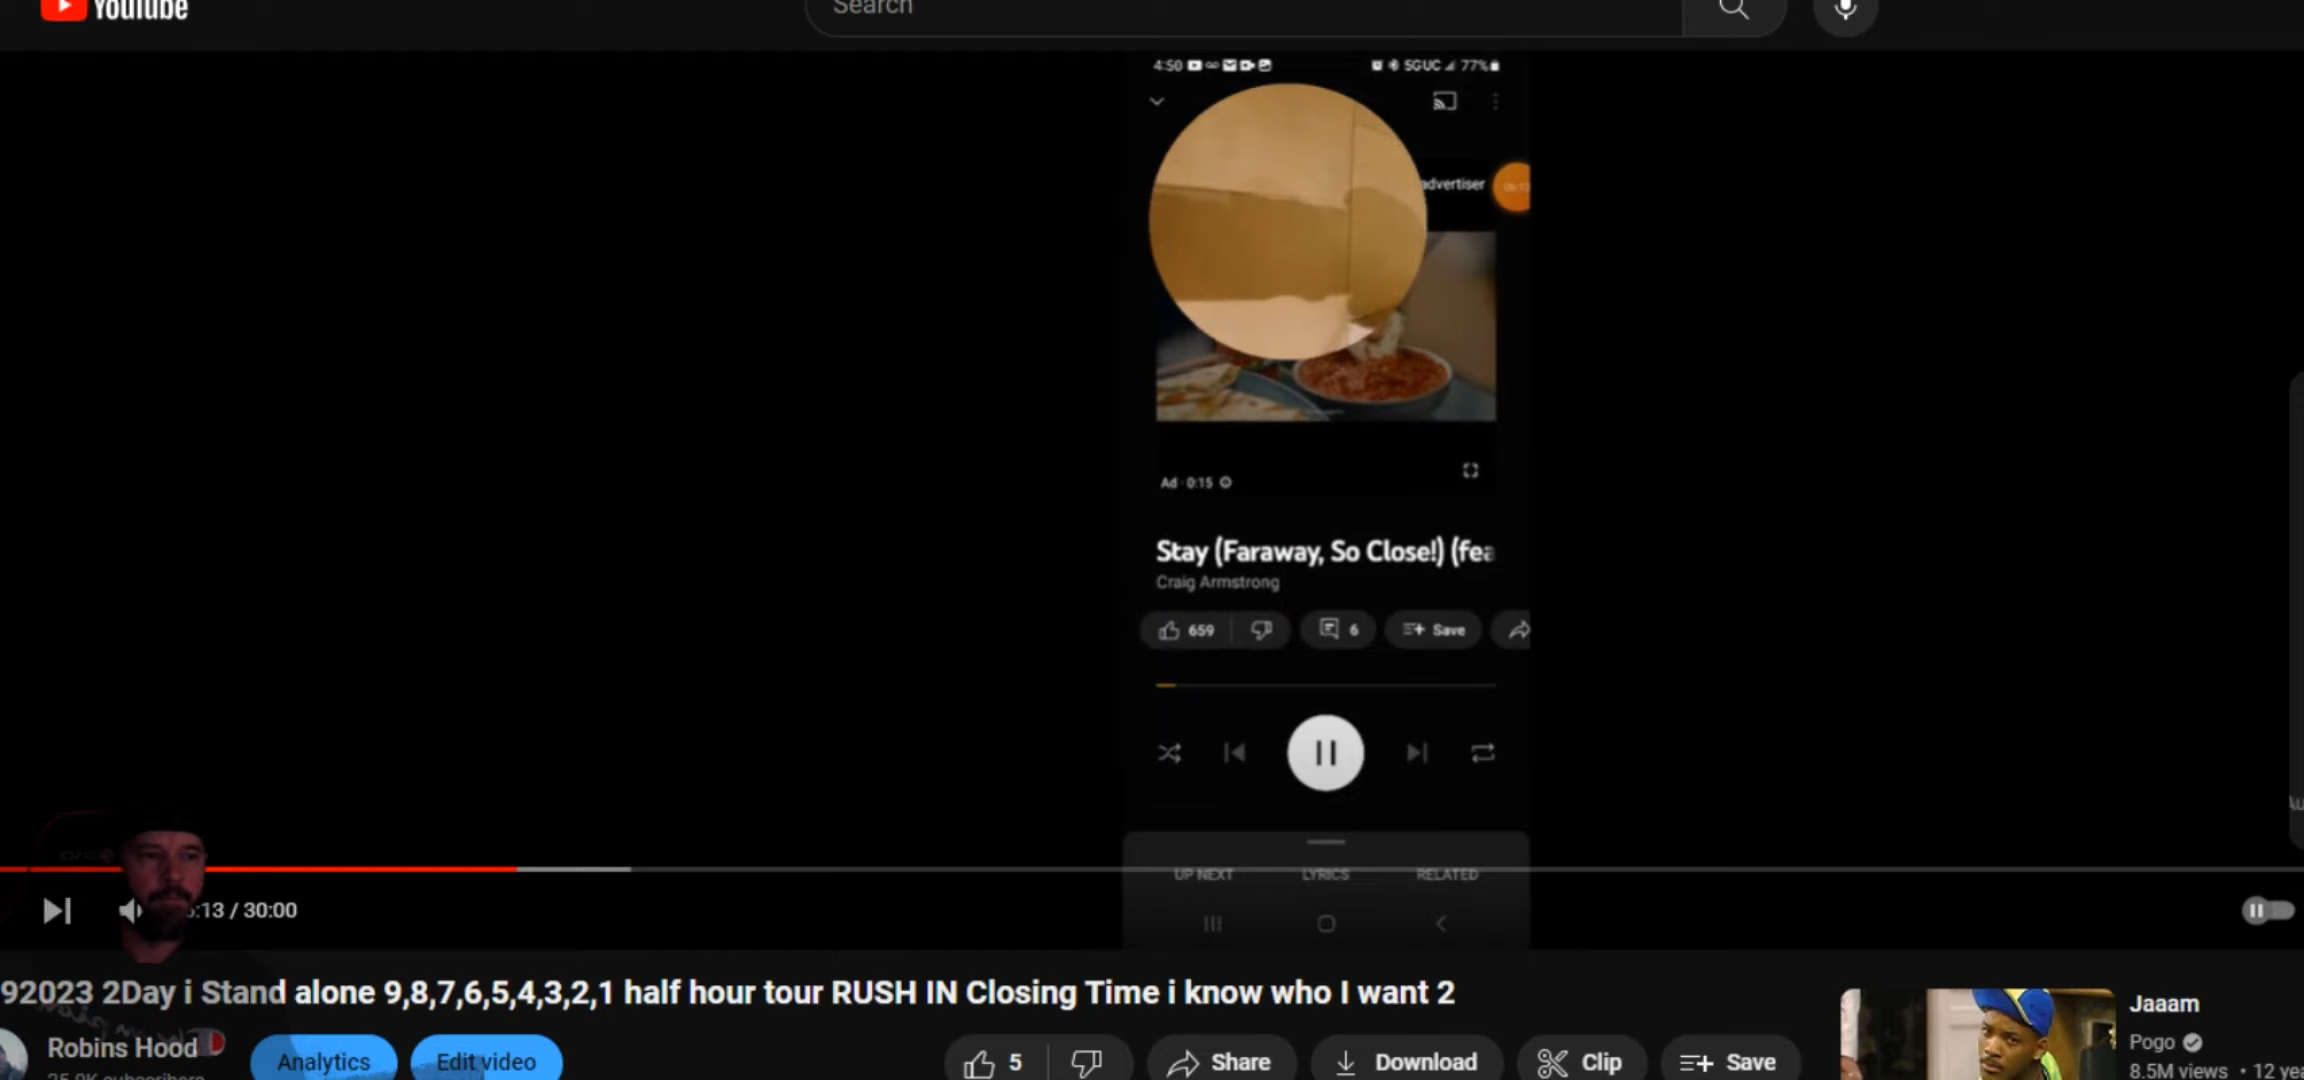 YouTube
Search
4:50
5GUC 77%
advertiser
Ad · 0:15
Stay (Faraway, So Close!) (fea
Craig Armstrong
659
6
Save
UP NEXT
LYRICS
RELATED
:13 / 30:00
92023 2Day i Stand alone 9,8,7,6,5,4,3,2,1 half hour tour RUSH IN Closing Time i know who I want 2
Robins Hood
Analytics
Edit video
5
Share
Download
Clip
Save
Jaaam
Pogo
8.5M views • 12 yea